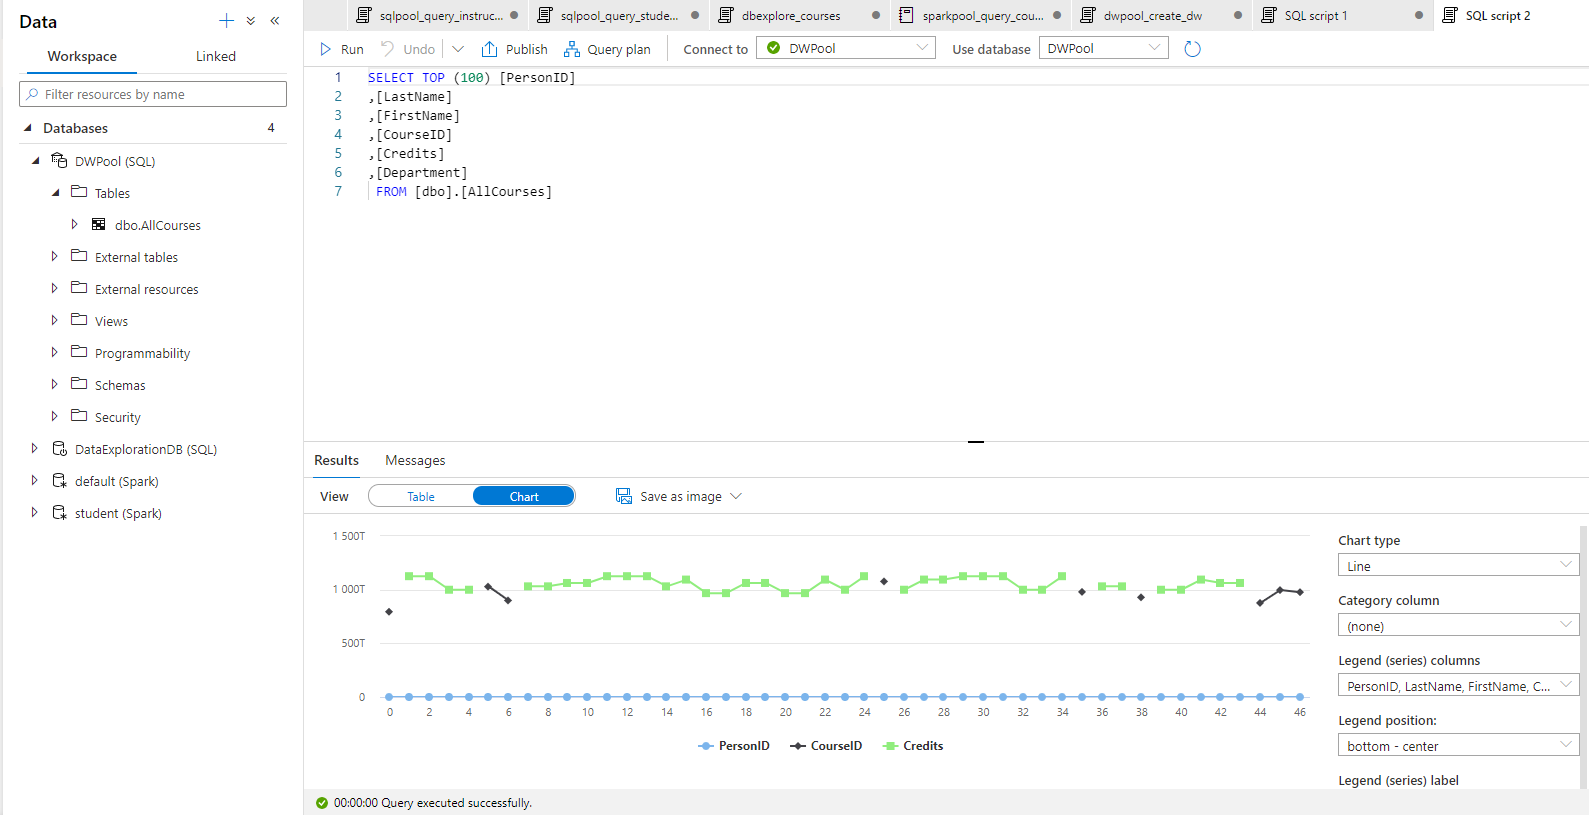 Data
Workspace
Linked
Filter resources by name
Databases
4
DWPool (SQL)
Tables
dbo.AllCourses
External tables
External resources
Views
Programmability
Schemas
Security
DataExplorationDB (SQL)
default (Spark)
student (Spark)
sqlpool_query_instruc...
sqlpool_query_stude...
dbexplore_courses
sparkpool_query_cou...
dwpool_create_dw
SQL script 1
SQL script 2
Run
Undo
Publish
Query plan
Connect to
DWPool
Use database
DWPool
1 SELECT TOP (100) [PersonID]
2 ,[LastName]
3 ,[FirstName]
4 ,[CourseID]
5 ,[Credits]
6 ,[Department]
7 FROM [dbo].[AllCourses]
Results
Messages
View
Table
Chart
Save as image
1 500T
1 000T
500T
0
0 2 4 6 8 10 12 14 16 18 20 22 24 26 28 30 32 34 36 38 40 42 44 46
PersonID
CourseID
Credits
Chart type
Line
Category column
(none)
Legend (series) columns
PersonID, LastName, FirstName, C...
Legend position:
bottom - center
Legend (series) label
00:00:00 Query executed successfully.